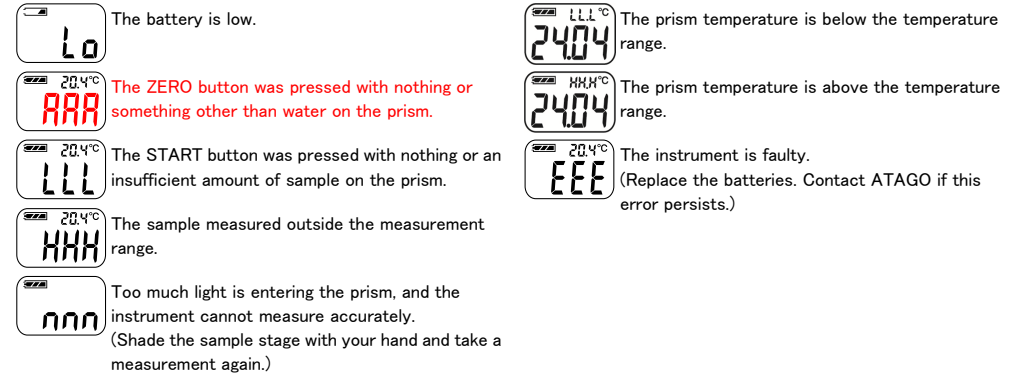 Lo
The battery is low.
20.4°C
AAA
The ZERO button was pressed with nothing or
something other than water on the prism.
20.4°C
LLL
The START button was pressed with nothing or an
insufficient amount of sample on the prism.
20.4°C
HHH
The sample measured outside the measurement
range.
nnn
Too much light is entering the prism, and the
instrument cannot measure accurately.
(Shade the sample stage with your hand and take a
measurement again.)
LL.L°C
24.04
The prism temperature is below the temperature
range.
HH.H°C
24.04
The prism temperature is above the temperature
range.
20.4°C
EEE
The instrument is faulty.
(Replace the batteries. Contact ATAGO if this
error persists.)